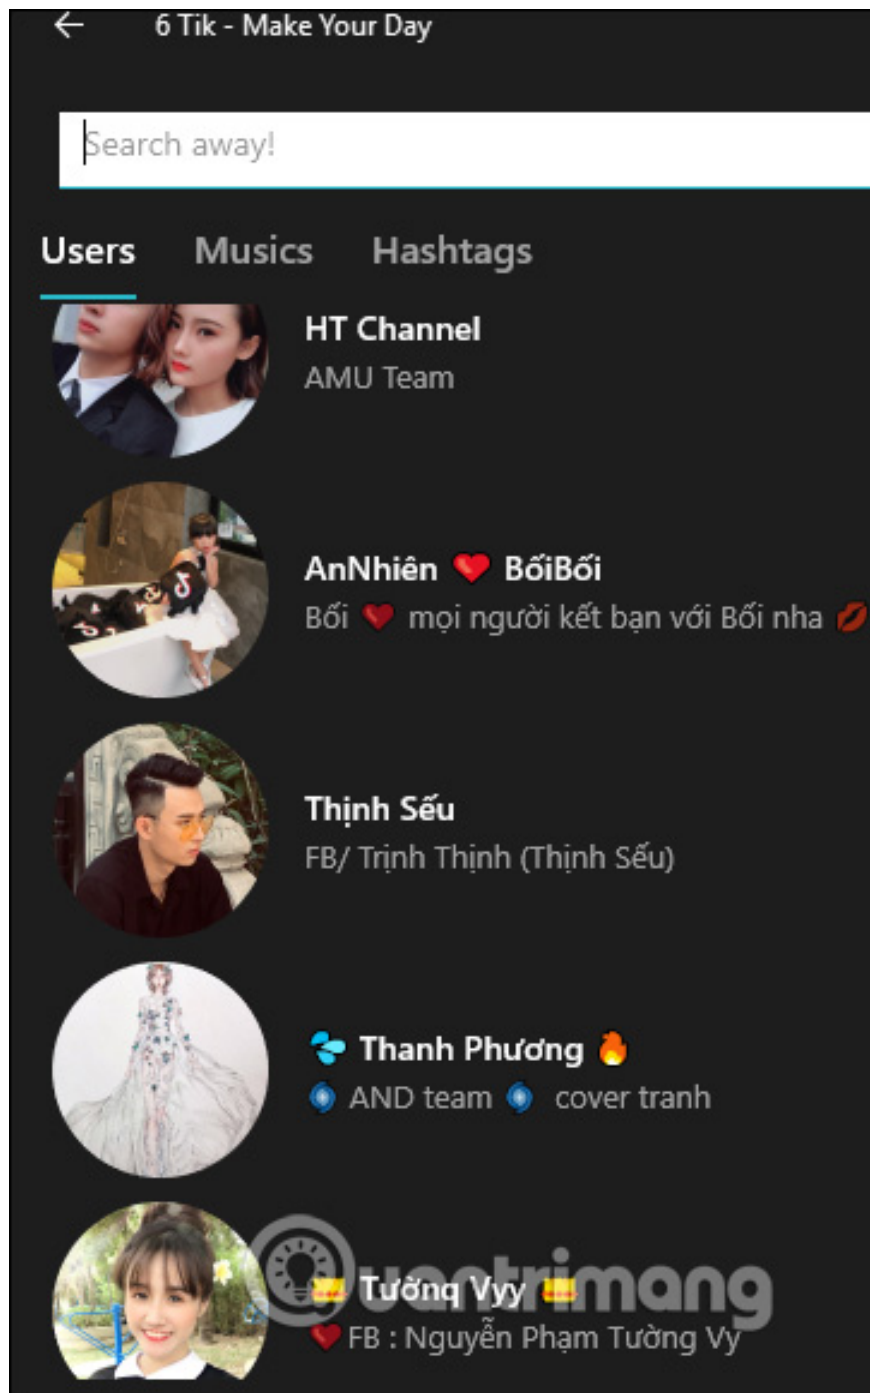 6 Tik - Make Your Day
Search away!
Users Musics Hashtags
HT Channel
AMU Team
AnNhiên ❤️ BốiBối
Bối ❤️ mọi người kết bạn với Bối nha 💋
Thịnh Sếu
FB/ Trịnh Thịnh (Thịnh Sếu)
💦 Thanh Phương 🔥
🌀 AND team 🌀 cover tranh
Tườnq Vyy
❤️FB : Nguyễn Phạm Tường Vy
Quantrimang